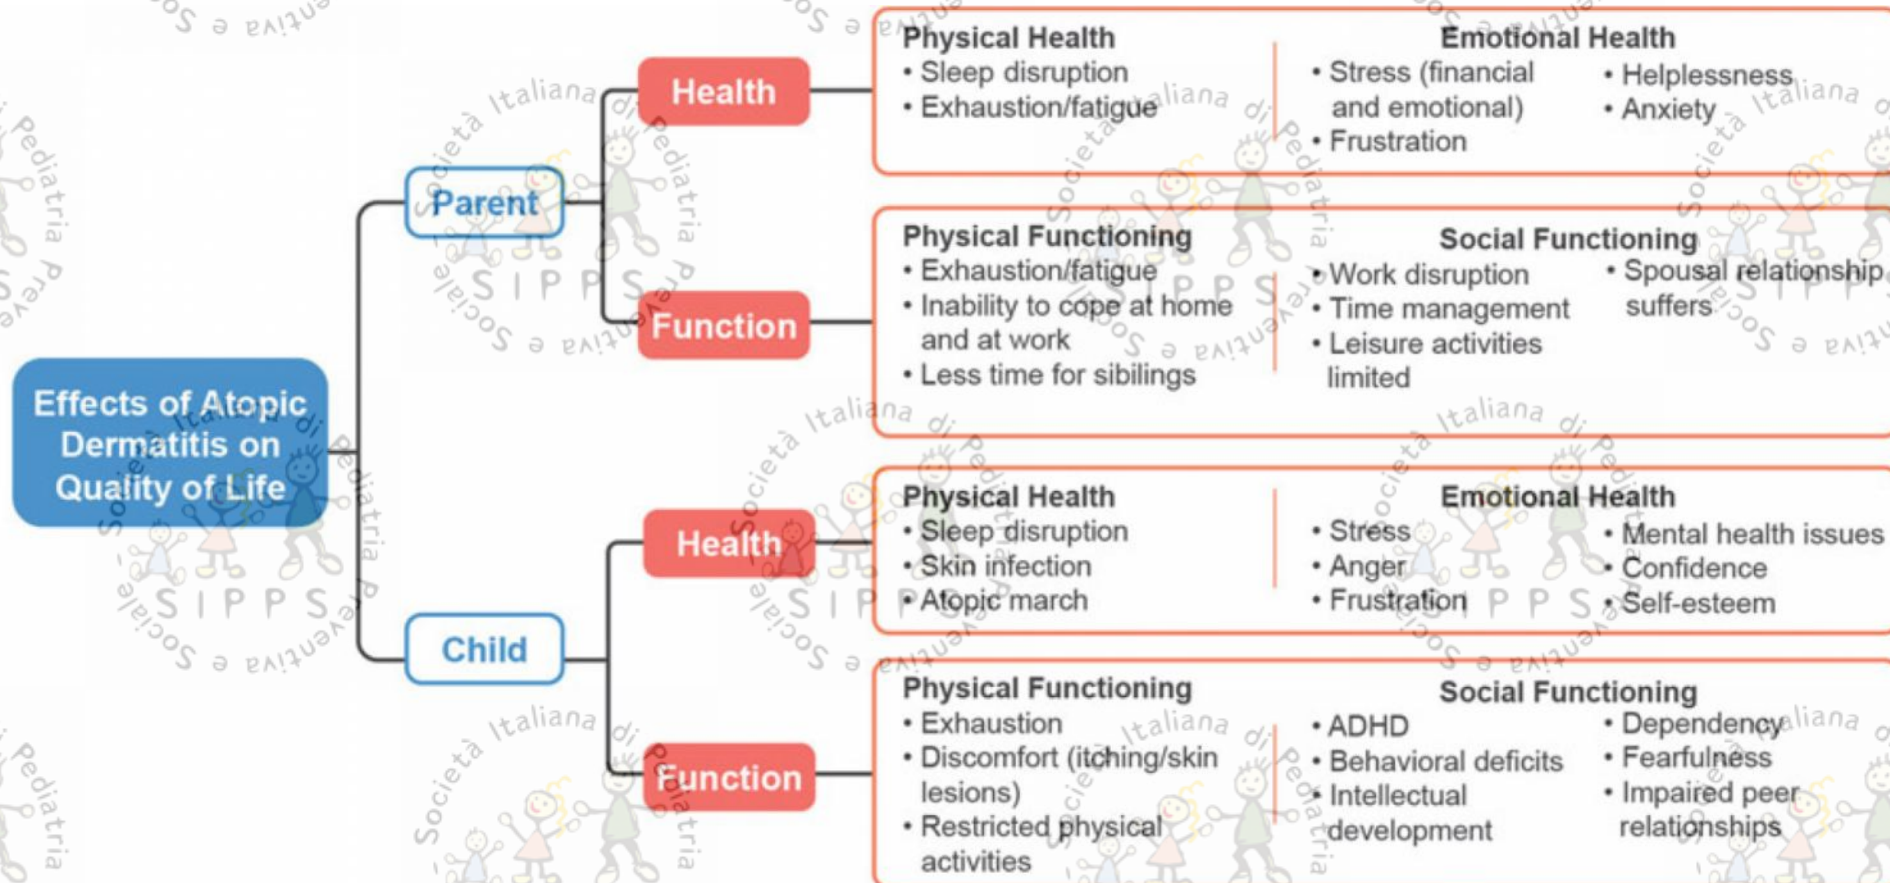 Effects of Atopic
Dermatitis on
Quality of Life
Parent
Health
Physical Health
• Sleep disruption
• Exhaustion/fatigue
Emotional Health
• Stress (financial
and emotional)
• Frustration
• Helplessness
• Anxiety
Function
Physical Functioning
• Exhaustion/fatigue
• Inability to cope at home
and at work
• Less time for sibilings
Social Functioning
• Work disruption
• Time management
• Leisure activities
limited
• Spousal relationship
suffers
Child
Health
Physical Health
• Sleep disruption
• Skin infection
• Atopic march
Emotional Health
• Stress
• Anger
• Frustration
• Mental health issues
• Confidence
• Self-esteem
Function
Physical Functioning
• Exhaustion
• Discomfort (itching/skin
lesions)
• Restricted physical
activities
Social Functioning
• ADHD
• Behavioral deficits
• Intellectual
development
• Dependency
• Fearfulness
• Impaired peer
relationships
Società Italiana di Pediatria Preventiva e Sociale
SIPPS